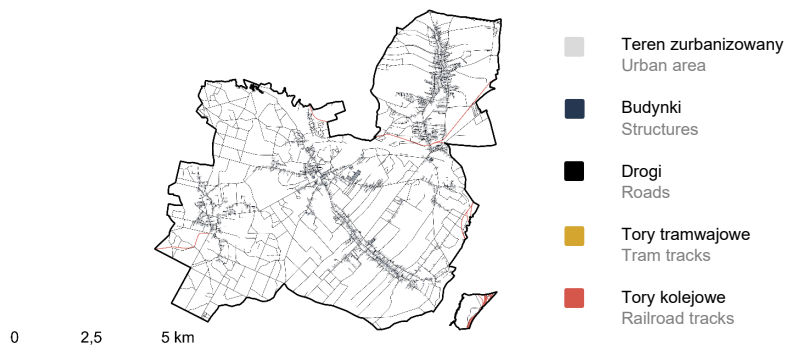 Teren zurbanizowany
Urban area
Budynki
Structures
Drogi
Roads
Tory tramwajowe
Tram tracks
Tory kolejowe
Railroad tracks
0 2,5 5 km